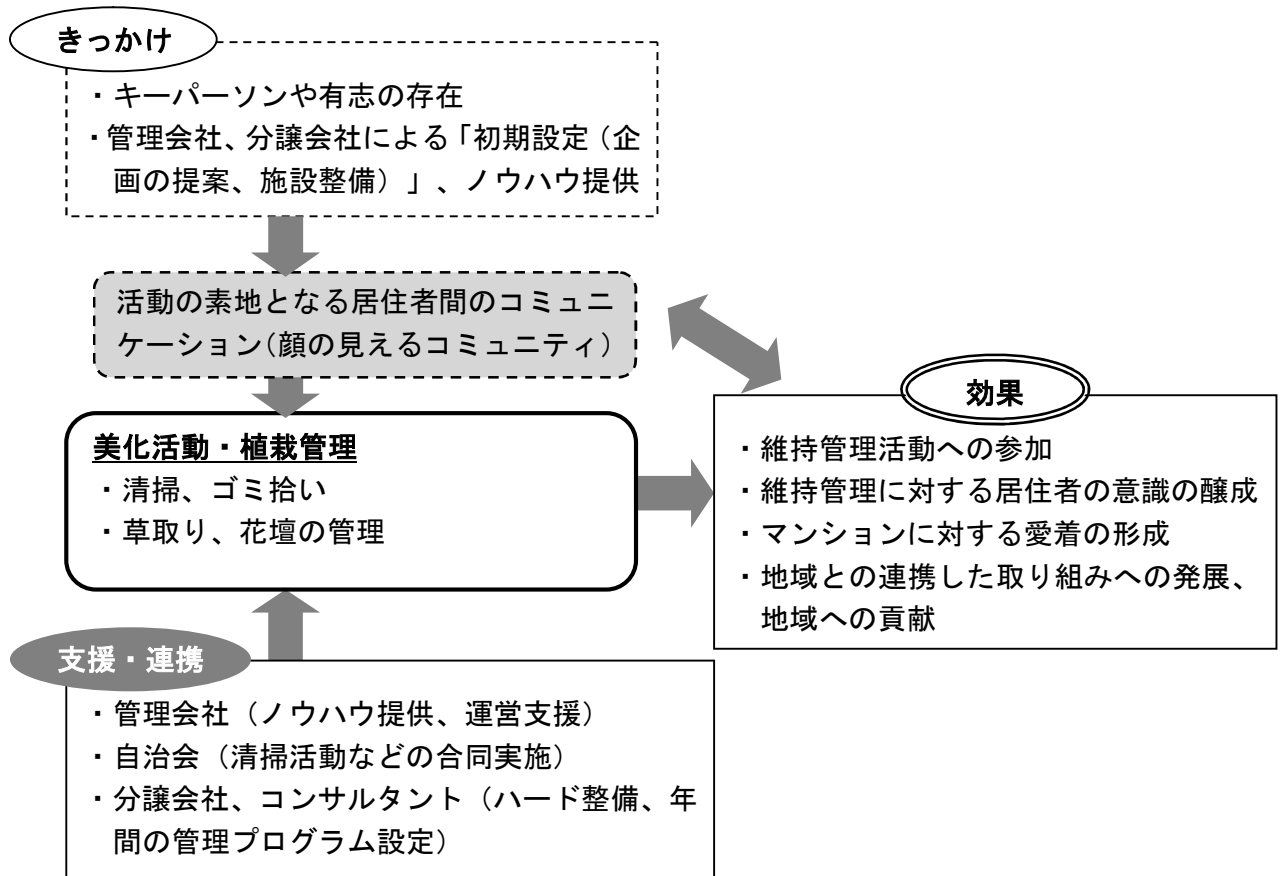 きっかけ
・キーパーソンや有志の存在
・管理会社、分譲会社による「初期設定（企
画の提案、施設整備）」、ノウハウ提供
活動の素地となる居住者間のコミュニ
ケーション（顔の見えるコミュニティ）
美化活動・植栽管理
・清掃、ゴミ拾い
・草取り、花壇の管理
効果
・維持管理活動への参加
・維持管理に対する居住者の意識の醸成
・マンションに対する愛着の形成
・地域との連携した取り組みへの発展、
地域への貢献
支援・連携
・管理会社（ノウハウ提供、運営支援）
・自治会（清掃活動などの合同実施）
・分譲会社、コンサルタント（ハード整備、年
間の管理プログラム設定）